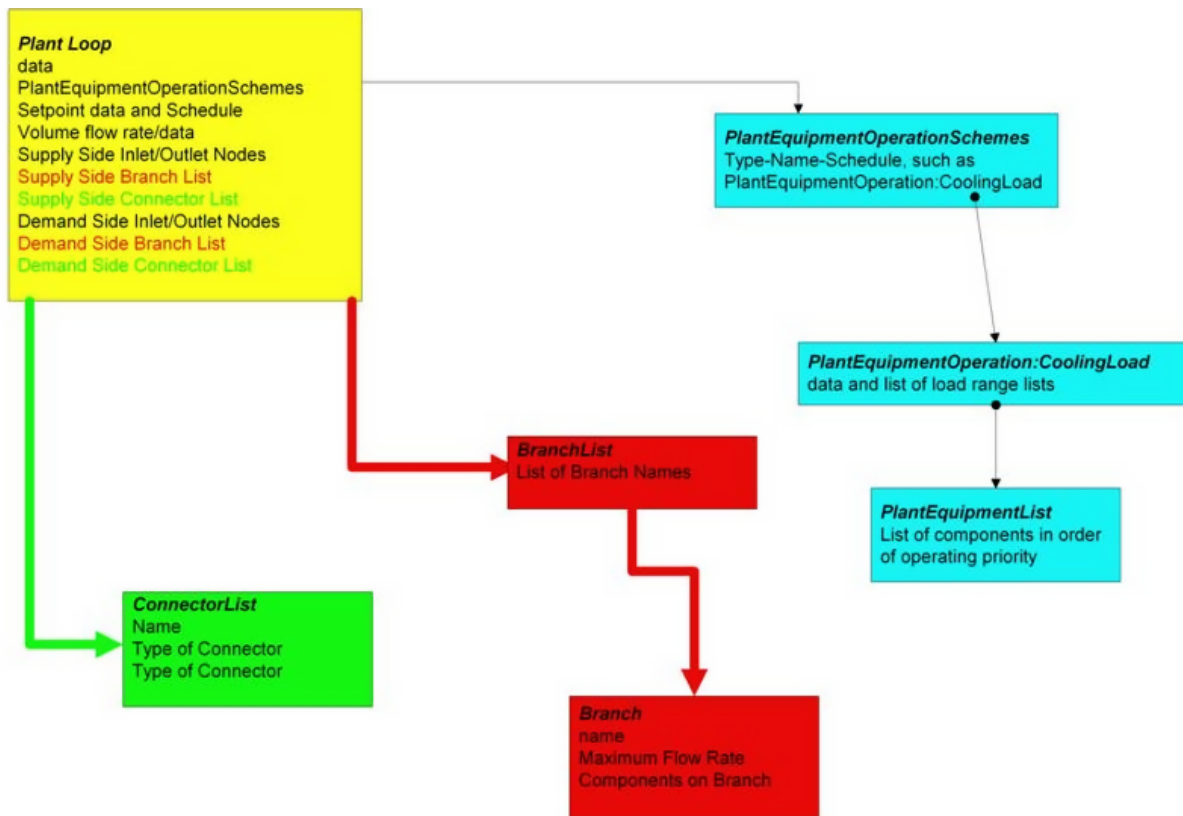 Plant Loop
data
PlantEquipmentOperationSchemes
Setpoint data and Schedule
Volume flow rate/data
Supply Side Inlet/Outlet Nodes
Supply Side Branch List
Supply Side Connector List
Demand Side Inlet/Outlet Nodes
Demand Side Branch List
Demand Side Connector List
PlantEquipmentOperationSchemes
Type-Name-Schedule, such as
PlantEquipmentOperation:CoolingLoad
PlantEquipmentOperation:CoolingLoad
data and list of load range lists
BranchList
List of Branch Names
PlantEquipmentList
List of components in order
of operating priority
ConnectorList
Name
Type of Connector
Type of Connector
Branch
name
Maximum Flow Rate
Components on Branch